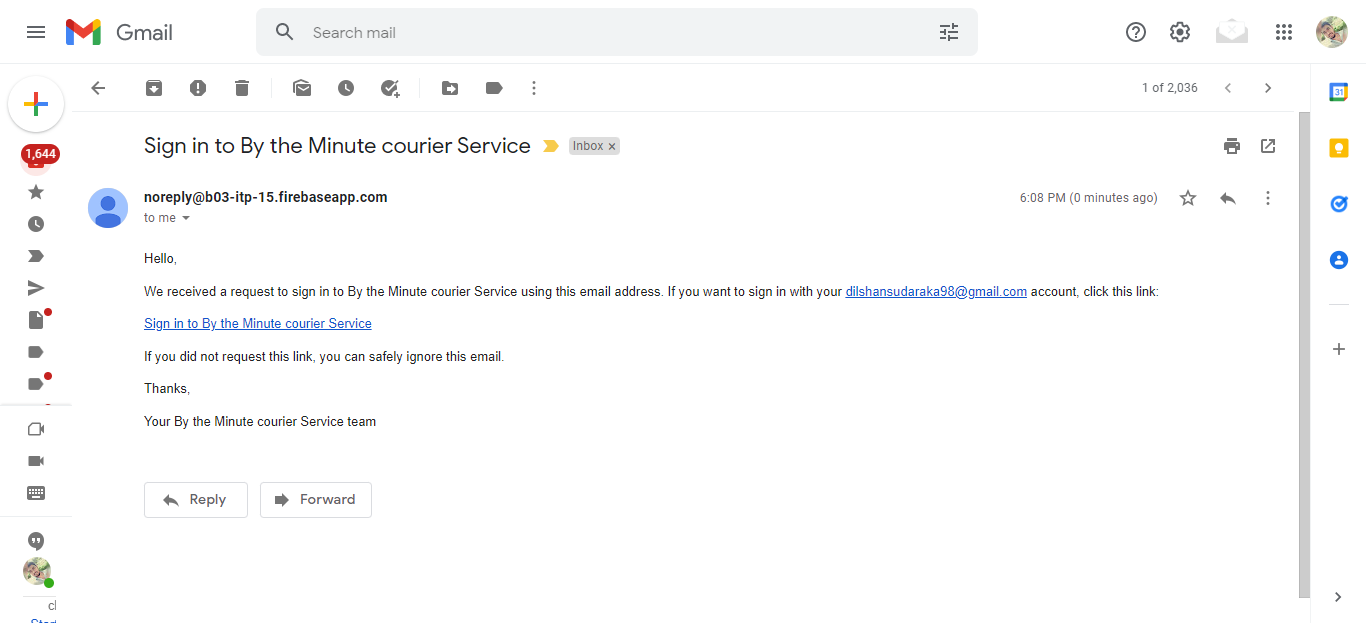 Gmail
Search mail
1 of 2,036
31
1,644
Sign in to By the Minute courier Service
Inbox ×
noreply@b03-itp-15.firebaseapp.com
6:08 PM (0 minutes ago)
to me
Hello,
We received a request to sign in to By the Minute courier Service using this email address. If you want to sign in with your dilshansudaraka98@gmail.com account, click this link:
Sign in to By the Minute courier Service
If you did not request this link, you can safely ignore this email.
Thanks,
Your By the Minute courier Service team
Reply
Forward